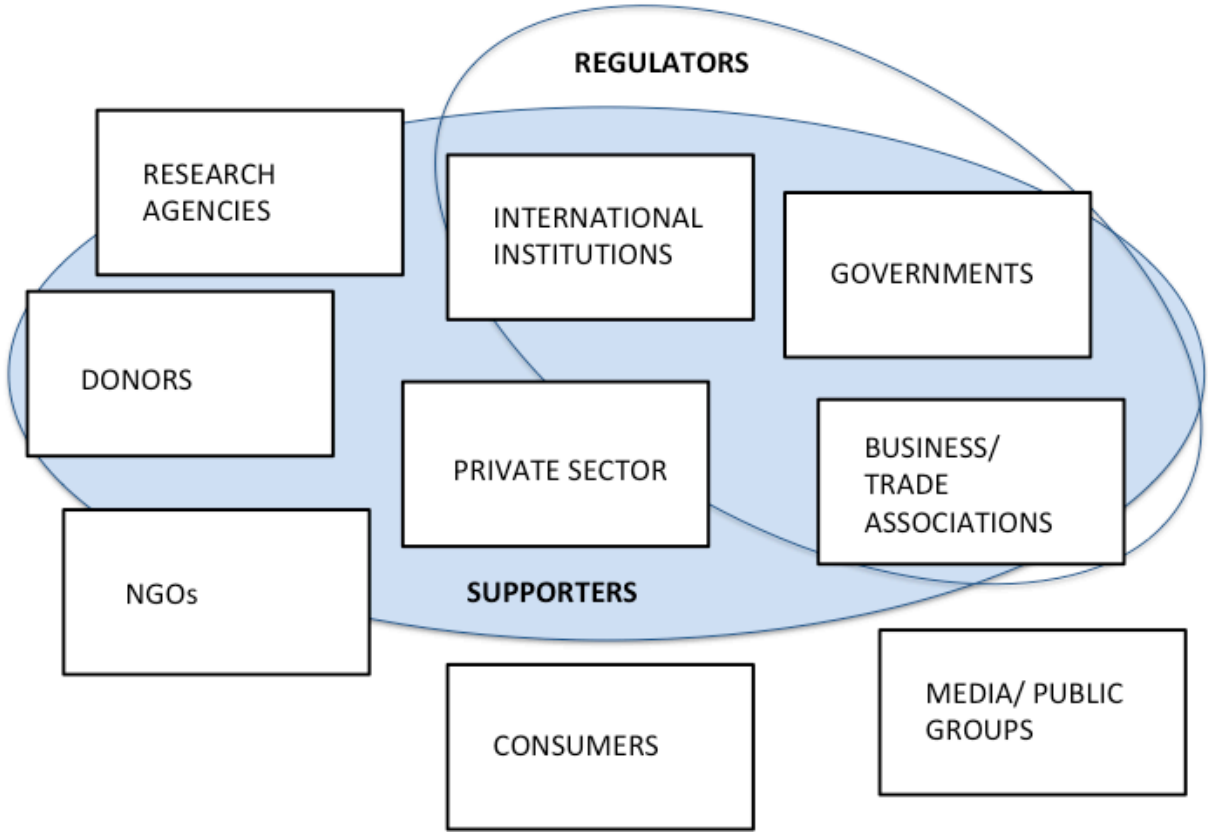 REGULATORS
RESEARCH
AGENCIES
INTERNATIONAL
INSTITUTIONS
GOVERNMENTS
DONORS
PRIVATE SECTOR
BUSINESS/
TRADE
ASSOCIATIONS
NGOs
SUPPORTERS
CONSUMERS
MEDIA/ PUBLIC
GROUPS